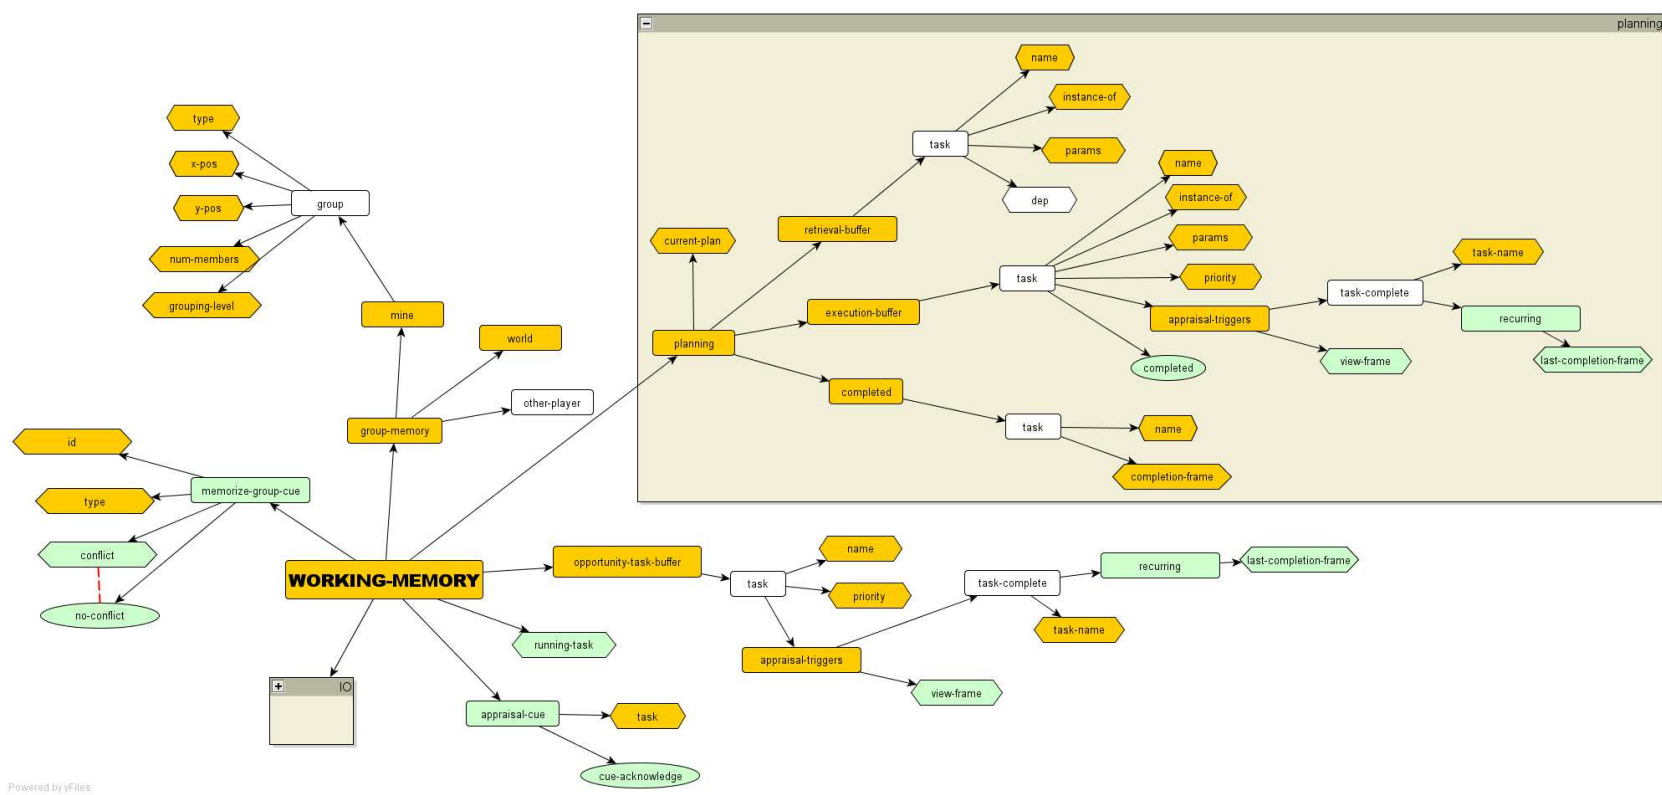 planning
name
instance-of
task
params
dep
retrieval-buffer
current-plan
name
instance-of
params
task
priority
task-name
task-complete
execution-buffer
appraisal-triggers
recurring
planning
view-frame
last-completion-frame
completed
completed
task
name
completion-frame
type
x-pos
group
y-pos
num-members
grouping-level
mine
world
other-player
group-memory
id
memorize-group-cue
type
conflict
no-conflict
WORKING-MEMORY
opportunity-task-buffer
name
task
priority
task-complete
recurring
last-completion-frame
task-name
running-task
appraisal-triggers
view-frame
IO
appraisal-cue
task
cue-acknowledge
Powered by yFiles